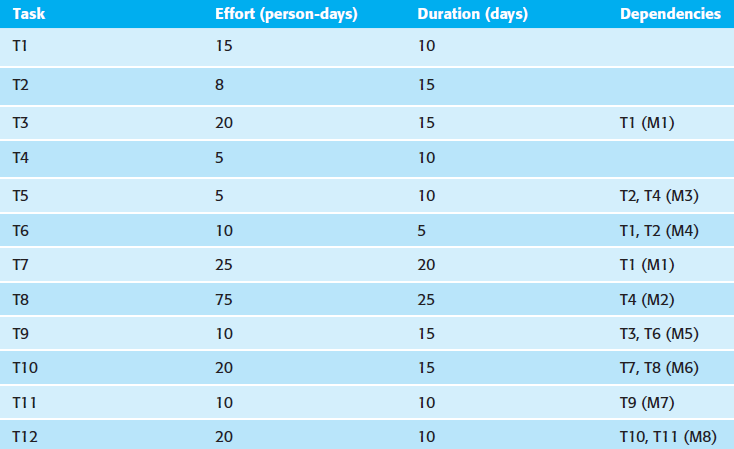 Task Effort (person-days) Duration (days) Dependencies
T1 15 10
T2 8 15
T3 20 15 T1 (M1)
T4 5 10
T5 5 10 T2, T4 (M3)
T6 10 5 T1, T2 (M4)
T7 25 20 T1 (M1)
T8 75 25 T4 (M2)
T9 10 15 T3, T6 (M5)
T10 20 15 T7, T8 (M6)
T11 10 10 T9 (M7)
T12 20 10 T10, T11 (M8)